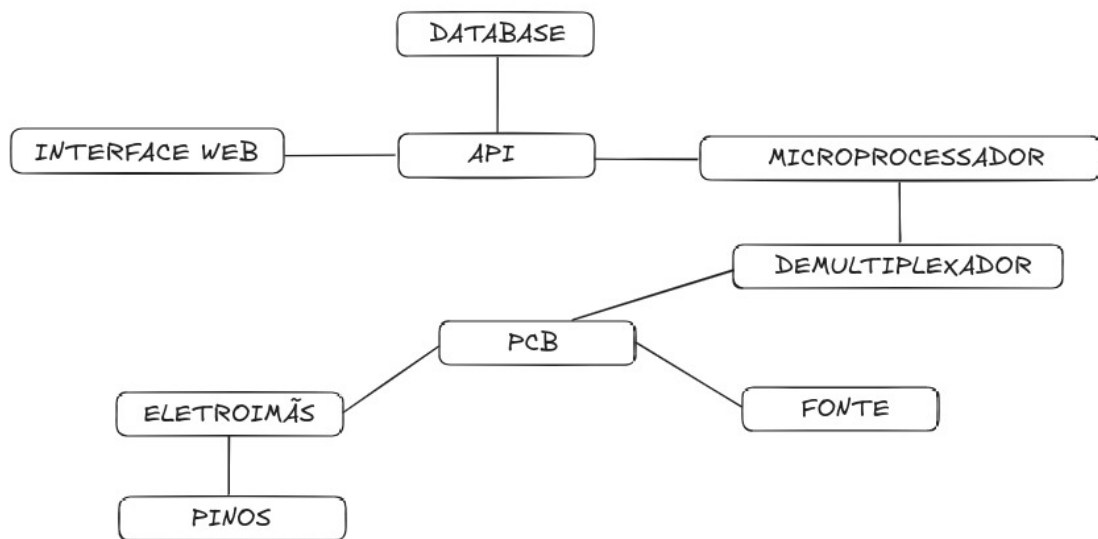 DATABASE
INTERFACE WEB
API
MICROPROCESSADOR
DEMULTIPLEXADOR
PCB
ELETROIMÃS
FONTE
PINOS